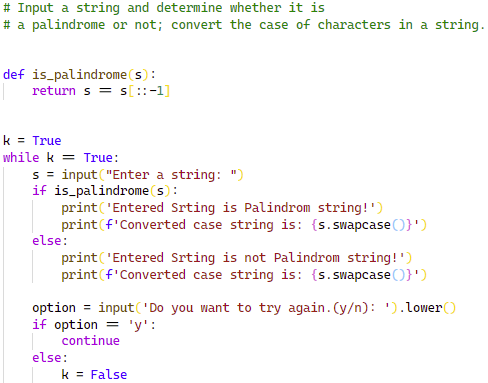 # Input a string and determine whether it is
# a palindrome or not; convert the case of characters in a string.
def is_palindrome(s):
    return s == s[::-1]
k = True
while k == True:
    s = input("Enter a string: ")
    if is_palindrome(s):
        print('Entered Srting is Palindrom string!')
        print(f'Converted case string is: {s.swapcase()}')
    else:
        print('Entered Srting is not Palindrom string!')
        print(f'Converted case string is: {s.swapcase()}')
    option = input('Do you want to try again.(y/n): ').lower()
    if option == 'y':
        continue
    else:
        k = False